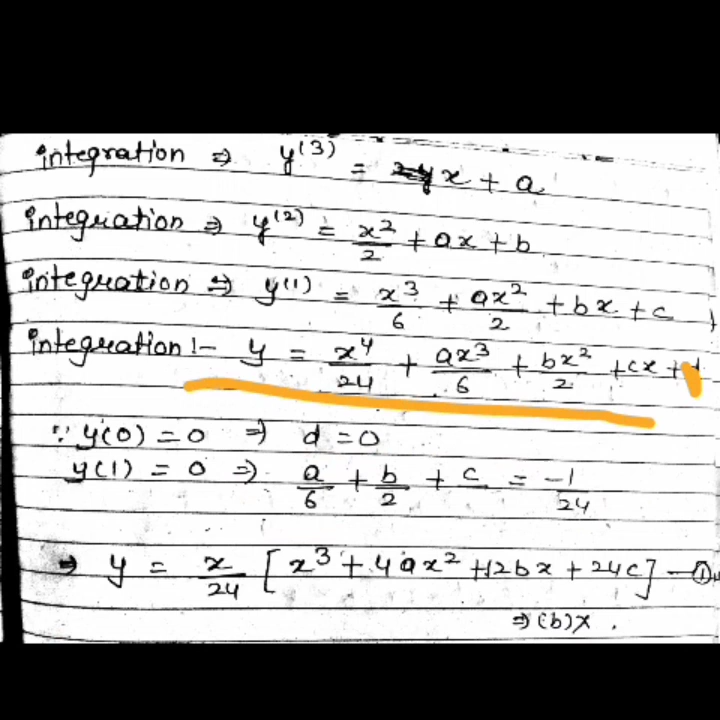 integration ⇒ y⁽³⁾ = x + a
integration ⇒ y⁽²⁾ = x²/2 + ax + b
integration ⇒ y⁽¹⁾ = x³/6 + ax²/2 + bx + c
integration :- y = x⁴/24 + ax³/6 + bx²/2 + cx +
∵ y(0) = 0 ⇒ d = 0
y(1) = 0 ⇒ a/6 + b/2 + c = -1/24
⇒ y = x/24 [x³ + 4ax² + 12bx + 24c] — ①
⇒ (b) x .